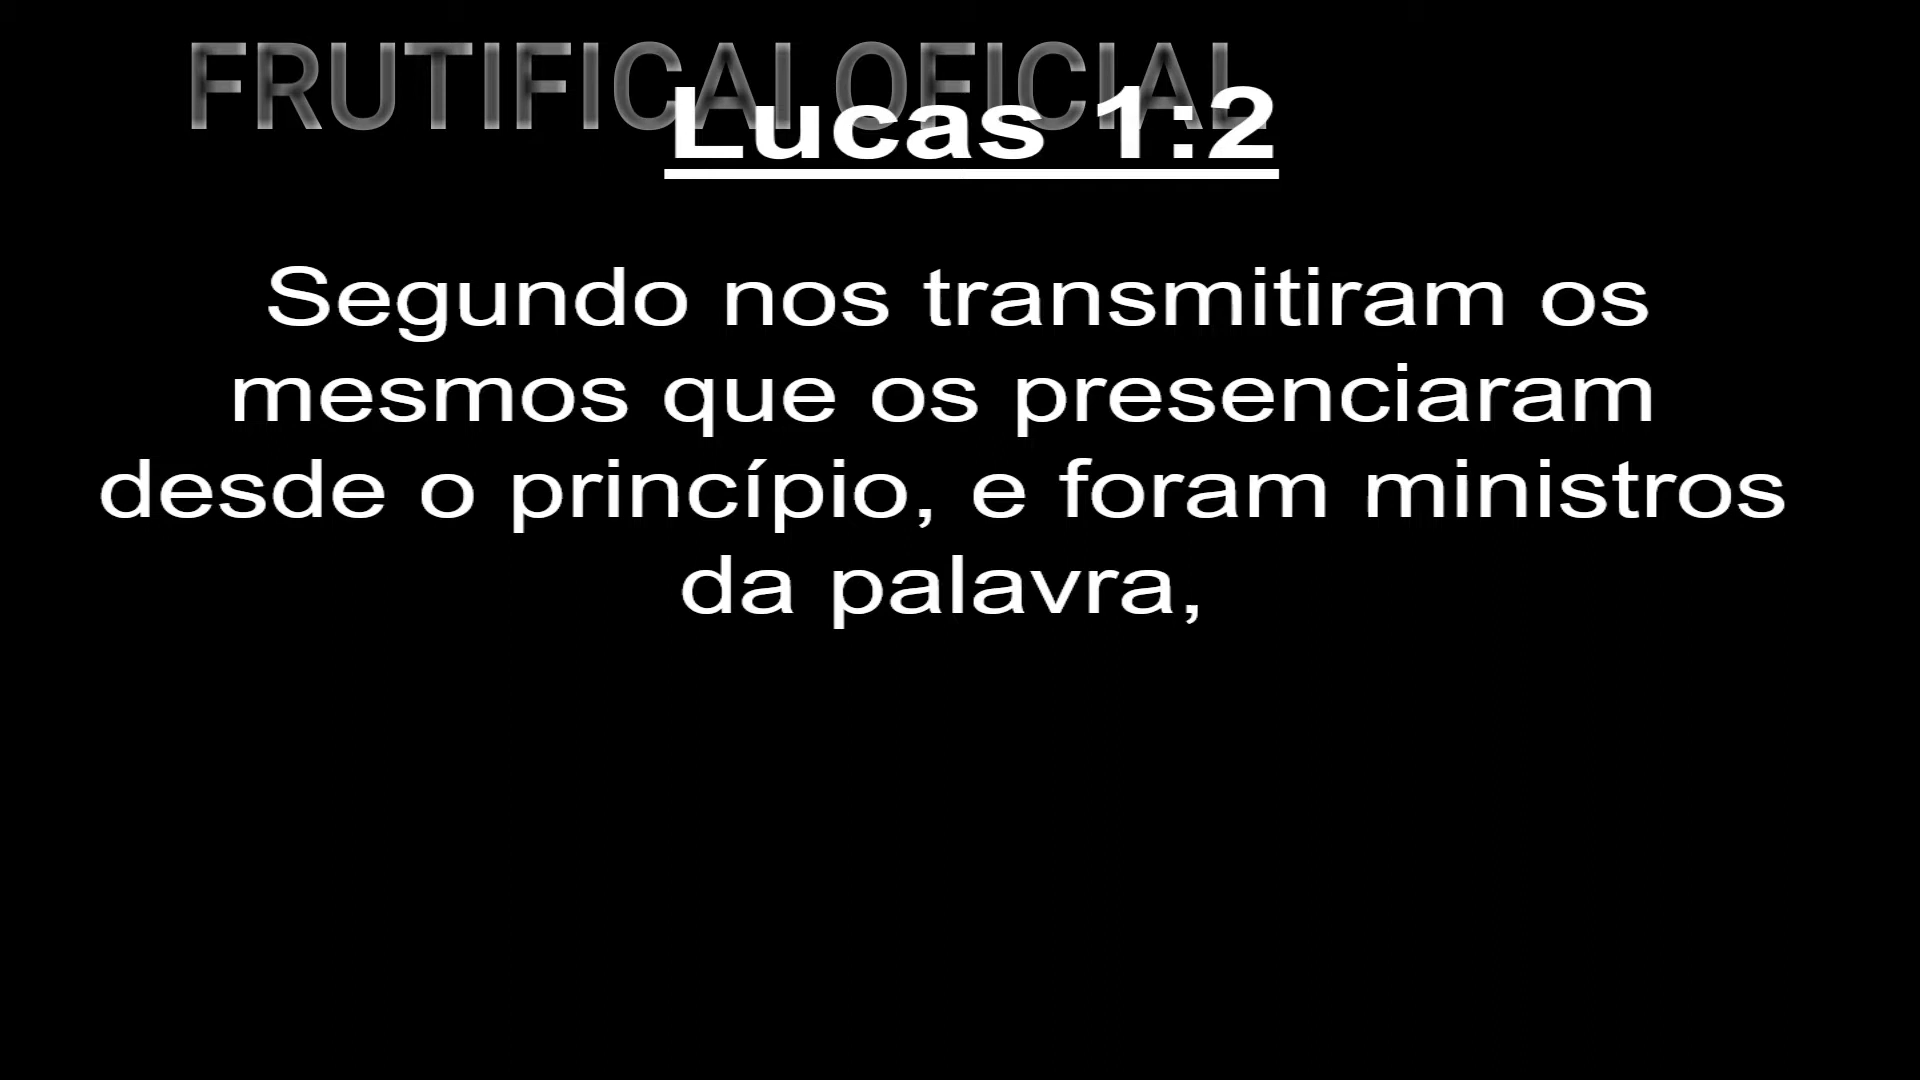 FRUTIFICAI OFICIAL
Lucas 1:2
Segundo nos transmitiram os
mesmos que os presenciaram
desde o princípio, e foram ministros
da palavra,